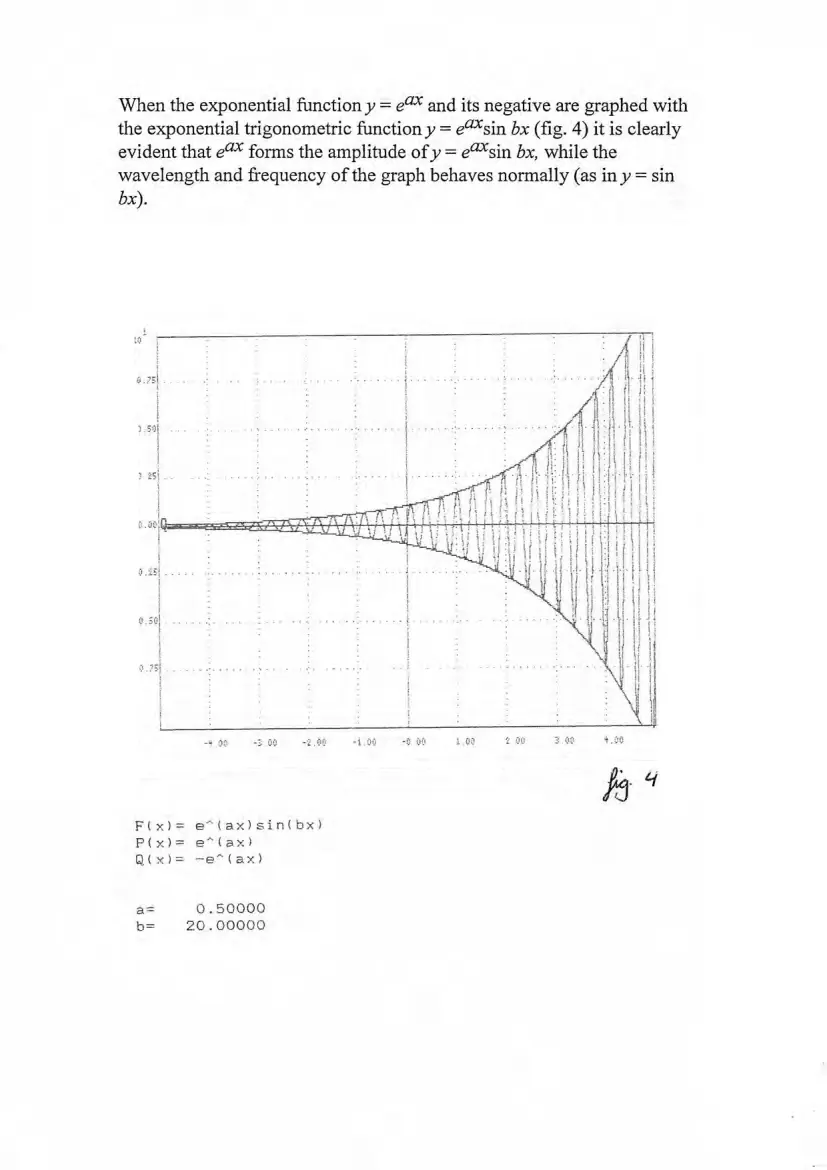 When the exponential function y = e^ax and its negative are graphed with
the exponential trigonometric function y = e^ax sin bx (fig. 4) it is clearly
evident that e^ax forms the amplitude of y = e^ax sin bx, while the
wavelength and frequency of the graph behaves normally (as in y = sin
bx).
10^1
0.75
0.50
0.25
0.00
0.25
0.50
0.75
-4.00 -3.00 -2.00 -1.00 -0.00 1.00 2.00 3.00 4.00
fig. 4
F(x)= e^(ax)sin(bx)
P(x)= e^(ax)
Q(x)= -e^(ax)
a= 0.50000
b= 20.00000